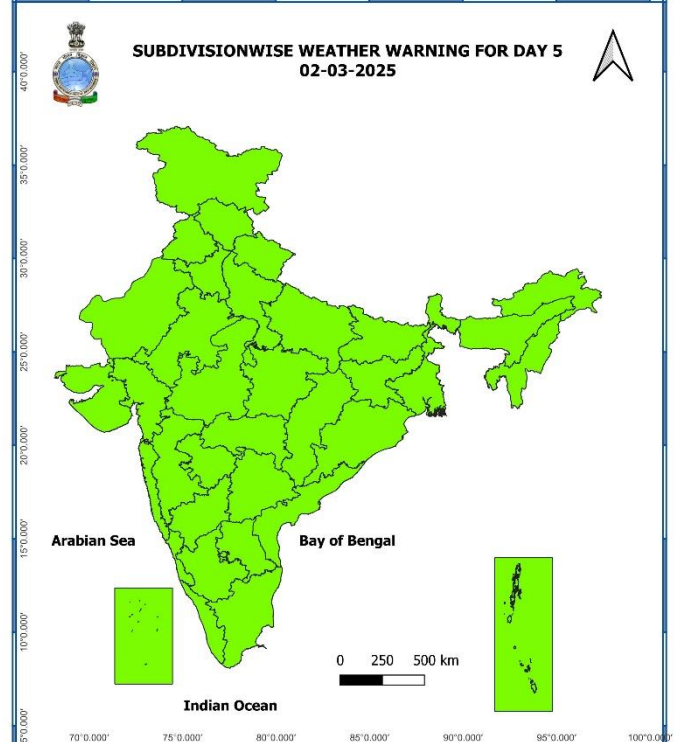 SUBDIVISIONWISE WEATHER WARNING FOR DAY 5
02-03-2025
40°0.000'
35°0.000'
30°0.000'
25°0.000'
20°0.000'
15°0.000'
10°0.000'
5°0.000'
Arabian Sea
Bay of Bengal
0 250 500 km
Indian Ocean
70°0.000' 75°0.000' 80°0.000' 85°0.000' 90°0.000' 95°0.000' 100°0.000'